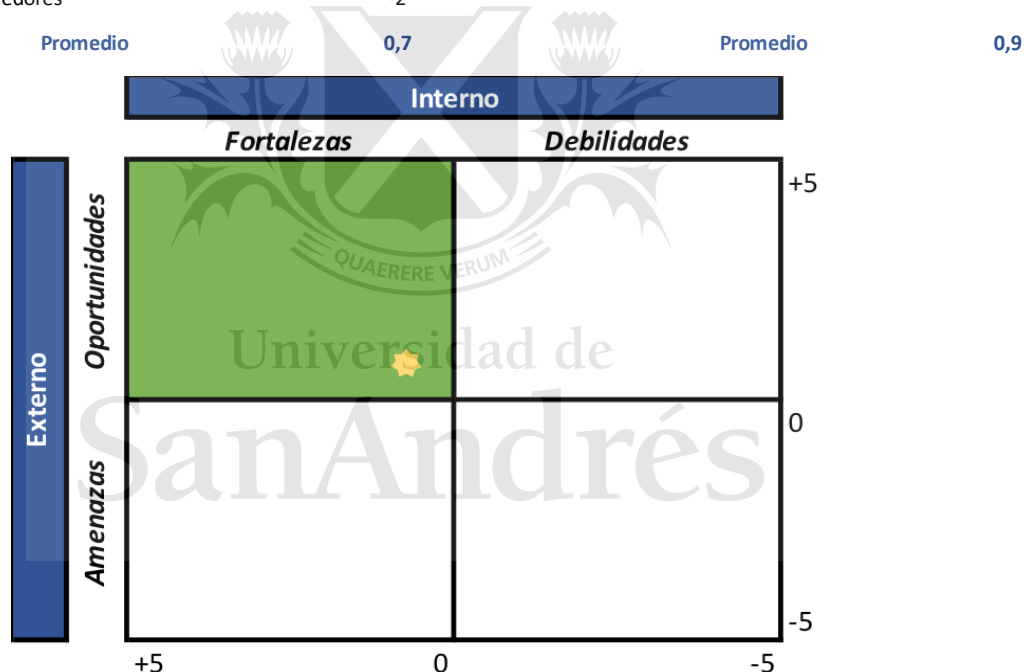 -2
Promedio 0,7 Promedio 0,9
Interno
Fortalezas Debilidades
+5
Oportunidades
QUAERERE VERUM
Universidad de
SanAndrés
0
Externo
Amenazas
-5
+5 0 -5